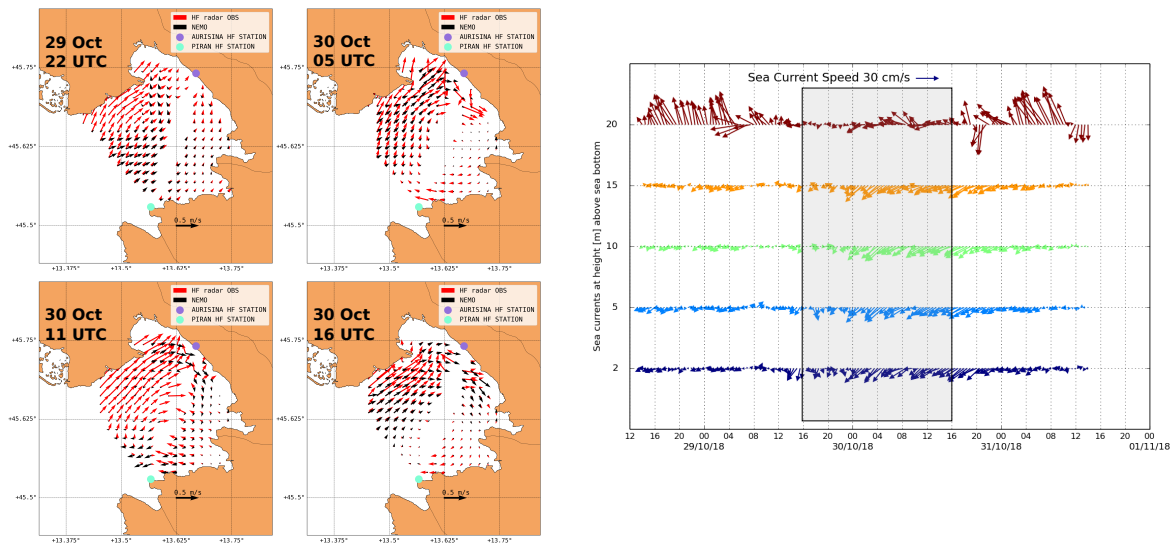 29 Oct
22 UTC
HF radar OBS
NEMO
AURISINA HF STATION
PIRAN HF STATION
+45.75°
+45.625°
+45.5°
0.5 m/s
+13.375°
+13.5°
+13.625°
+13.75°
30 Oct
05 UTC
HF radar OBS
NEMO
AURISINA HF STATION
PIRAN HF STATION
+45.75°
+45.625°
+45.5°
0.5 m/s
+13.375°
+13.5°
+13.625°
+13.75°
30 Oct
11 UTC
HF radar OBS
NEMO
AURISINA HF STATION
PIRAN HF STATION
+45.75°
+45.625°
+45.5°
0.5 m/s
+13.375°
+13.5°
+13.625°
+13.75°
30 Oct
16 UTC
HF radar OBS
NEMO
AURISINA HF STATION
PIRAN HF STATION
+45.75°
+45.625°
+45.5°
0.5 m/s
+13.375°
+13.5°
+13.625°
+13.75°
Sea Current Speed 30 cm/s
Sea currents at height [m] above sea bottom
20
15
10
5
2
12 16 20 00 04 08 12 16 20 00 04 08 12 16 20 00 04 08 12 16 20 00
29/10/18 30/10/18 31/10/18 01/11/18